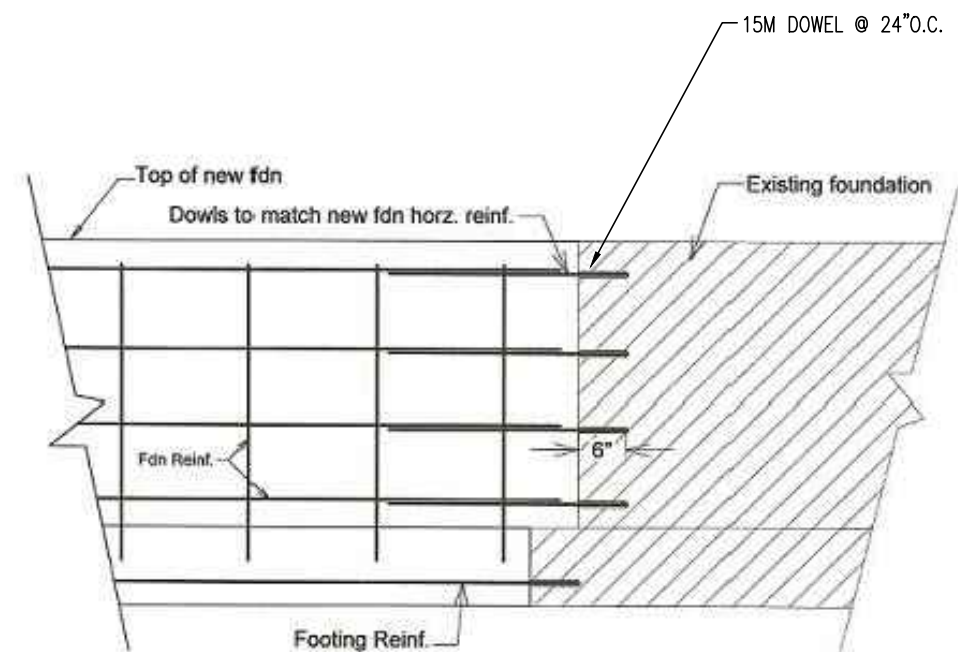 15M DOWEL @ 24"O.C.
Top of new fdn
Existing foundation
Dowls to match new fdn horz. reinf.
6"
Fdn Reinf.
Footing Reinf.